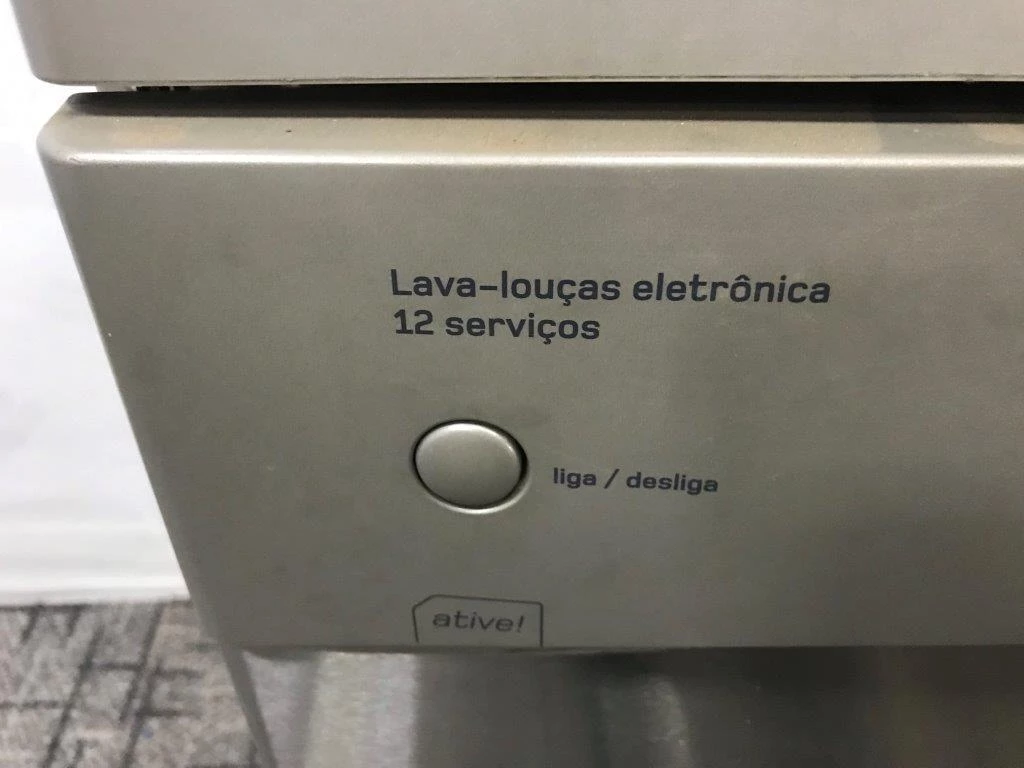 Lava-louças eletrônica
12 serviços
liga / desliga
ative!